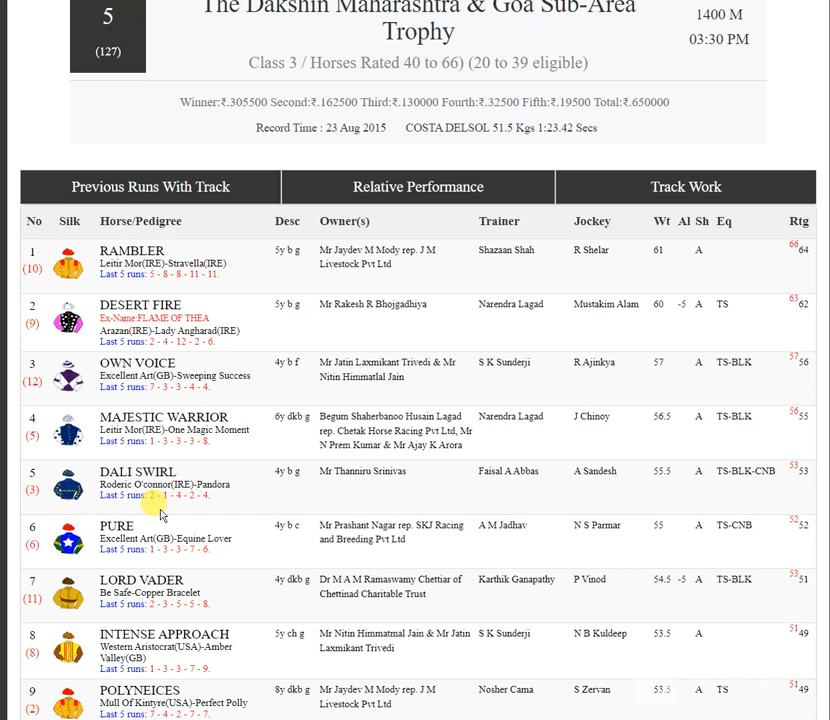 5
(127)
The Dakshin Maharashtra & Goa Sub-Area
Trophy
1400 M
03:30 PM
Class 3 / Horses Rated 40 to 66) (20 to 39 eligible)
Winner:₹.305500 Second:₹.162500 Third:₹.130000 Fourth:₹.32500 Fifth:₹.19500 Total:₹.650000
Record Time : 23 Aug 2015 COSTA DELSOL 51.5 Kgs 1:23.42 Secs
Previous Runs With Track Relative Performance Track Work
No Silk Horse/Pedigree Desc Owner(s) Trainer Jockey Wt Al Sh Eq Rtg
1 RAMBLER 5y b g Mr Jaydev M Mody rep. J M Shazaan Shah R Shelar 61 A 66 64
(10) Leitir Mor(IRE)-Stravella(IRE) Livestock Pvt Ltd
Last 5 runs: 5 - 8 - 8 - 11 - 11.
2 DESERT FIRE 5y b g Mr Rakesh R Bhojgadhiya Narendra Lagad Mustakim Alam 60 -5 A TS 63 62
(9) Ex-Name:FLAME OF THEA
Arazan(IRE)-Lady Angharad(IRE)
Last 5 runs: 2 - 4 - 12 - 2 - 6.
3 OWN VOICE 4y b f Mr Jatin Laxmikant Trivedi & Mr S K Sunderji R Ajinkya 57 A TS-BLK 57 56
(12) Excellent Art(GB)-Sweeping Success Nitin Himmatlal Jain
Last 5 runs: 7 - 3 - 3 - 4 - 4.
4 MAJESTIC WARRIOR 6y dkb g Begum Shaherbanoo Husain Lagad Narendra Lagad J Chinoy 56.5 A TS-BLK 56 55
(5) Leitir Mor(IRE)-One Magic Moment rep. Chetak Horse Racing Pvt Ltd, Mr
Last 5 runs: 1 - 3 - 3 - 3 - 8. N Prem Kumar & Mr Ajay K Arora
5 DALI SWIRL 4y b g Mr Thanniru Srinivas Faisal A Abbas A Sandesh 55.5 A TS-BLK-CNB 53 53
(3) Roderic O'connor(IRE)-Pandora
Last 5 runs: 2 - 1 - 4 - 2 - 4.
6 PURE 4y b c Mr Prashant Nagar rep. SKJ Racing A M Jadhav N S Parmar 55 A TS-CNB 52 52
(6) Excellent Art(GB)-Equine Lover and Breeding Pvt Ltd
Last 5 runs: 1 - 3 - 3 - 7 - 6.
7 LORD VADER 4y dkb g Dr M A M Ramaswamy Chettiar of Karthik Ganapathy P Vinod 54.5 -5 A TS-BLK 53 51
(11) Be Safe-Copper Bracelet Chettinad Charitable Trust
Last 5 runs: 2 - 3 - 5 - 5 - 8.
8 INTENSE APPROACH 5y ch g Mr Nitin Himmatmal Jain & Mr Jatin S K Sunderji N B Kuldeep 53.5 A 51 49
(8) Western Aristocrat(USA)-Amber Laxmikant Trivedi
Valley(GB)
Last 5 runs: 1 - 3 - 3 - 7 - 9.
9 POLYNEICES 8y dkb g Mr Jaydev M Mody rep. J M Nosher Cama S Zervan 53.5 A TS 51 49
(2) Mull Of Kintyre(USA)-Perfect Polly Livestock Pvt Ltd
Last 5 runs: 7 - 4 - 2 - 7 - 7.